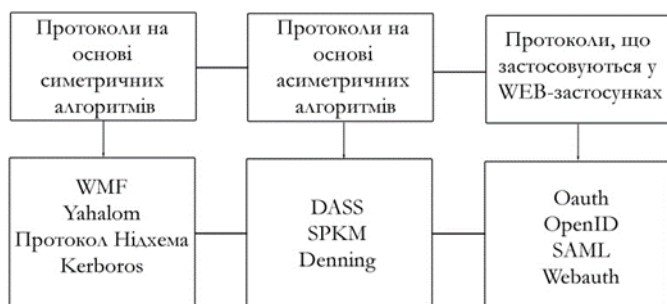 Протоколи на
основі
симетричних
алгоритмів
Протоколи на
основі
асиметричних
алгоритмів
Протоколи, що
застосовуються у
WEB-застосунках
WMF
Yahalom
Протокол Нідхема
Kerboros
DASS
SPKM
Denning
Oauth
OpenID
SAML
Webauth